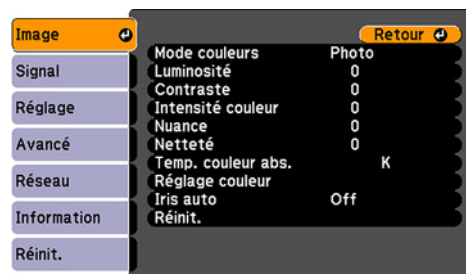 Image
Signal
Réglage
Avancé
Réseau
Information
Réinit.
Retour
Mode couleurs Photo
Luminosité 0
Contraste 0
Intensité couleur 0
Nuance 0
Netteté 0
Temp. couleur abs. K
Réglage couleur
Iris auto Off
Réinit.